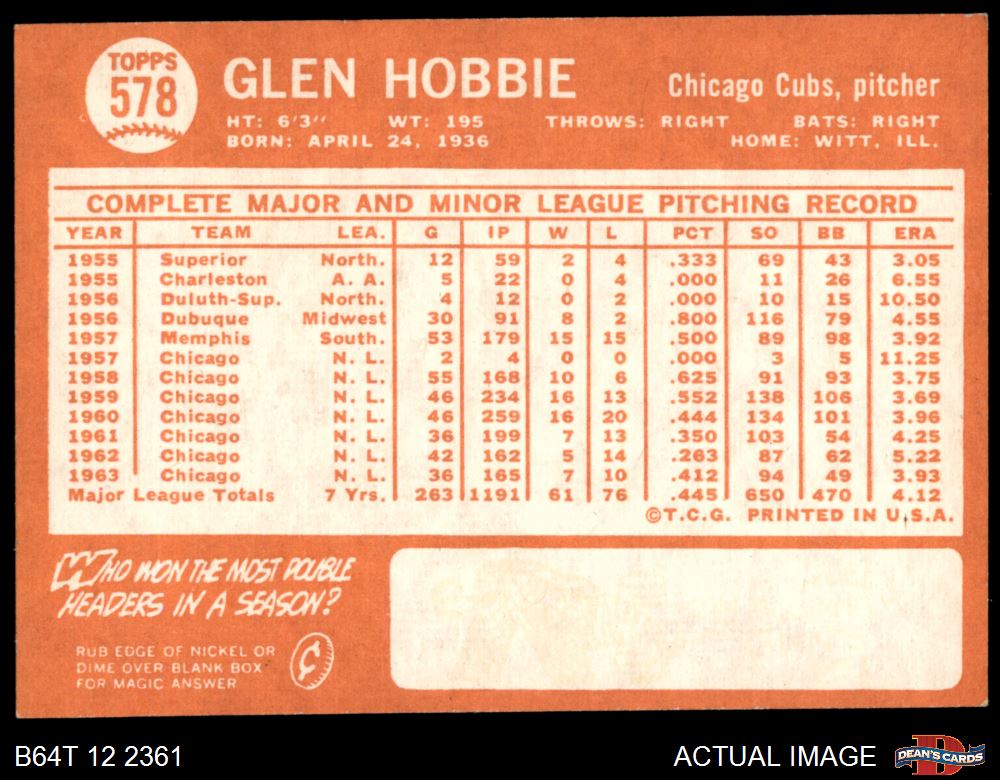 TOPPS
578
GLEN HOBBIE
Chicago Cubs, pitcher
HT: 6'3" WT: 195 THROWS: RIGHT BATS: RIGHT
BORN: APRIL 24, 1936 HOME: WITT, ILL.
COMPLETE MAJOR AND MINOR LEAGUE PITCHING RECORD
YEAR TEAM LEA. G IP W L PCT SO BB ERA
1955 Superior North. 12 59 2 4 .333 69 43 3.05
1955 Charleston A. A. 5 22 0 4 .000 11 26 6.55
1956 Duluth-Sup. North. 4 12 0 2 .000 10 15 10.50
1956 Dubuque Midwest 30 91 8 2 .800 116 79 4.55
1957 Memphis South. 53 179 15 15 .500 89 98 3.92
1957 Chicago N. L. 2 4 0 0 .000 3 5 11.25
1958 Chicago N. L. 55 168 10 6 .625 91 93 3.75
1959 Chicago N. L. 46 234 16 13 .552 138 106 3.69
1960 Chicago N. L. 46 259 16 20 .444 134 101 3.96
1961 Chicago N. L. 36 199 7 13 .350 103 54 4.25
1962 Chicago N. L. 42 162 5 14 .263 87 62 5.22
1963 Chicago N. L. 36 165 7 10 .412 94 49 3.93
Major League Totals 7 Yrs. 263 1191 61 76 .445 650 470 4.12
©T.C.G. PRINTED IN U.S.A.
WHO WON THE MOST DOUBLE
HEADERS IN A SEASON?
RUB EDGE OF NICKEL OR
DIME OVER BLANK BOX
FOR MAGIC ANSWER
¢
B64T 12 2361
ACTUAL IMAGE
DEAN'S CARDS